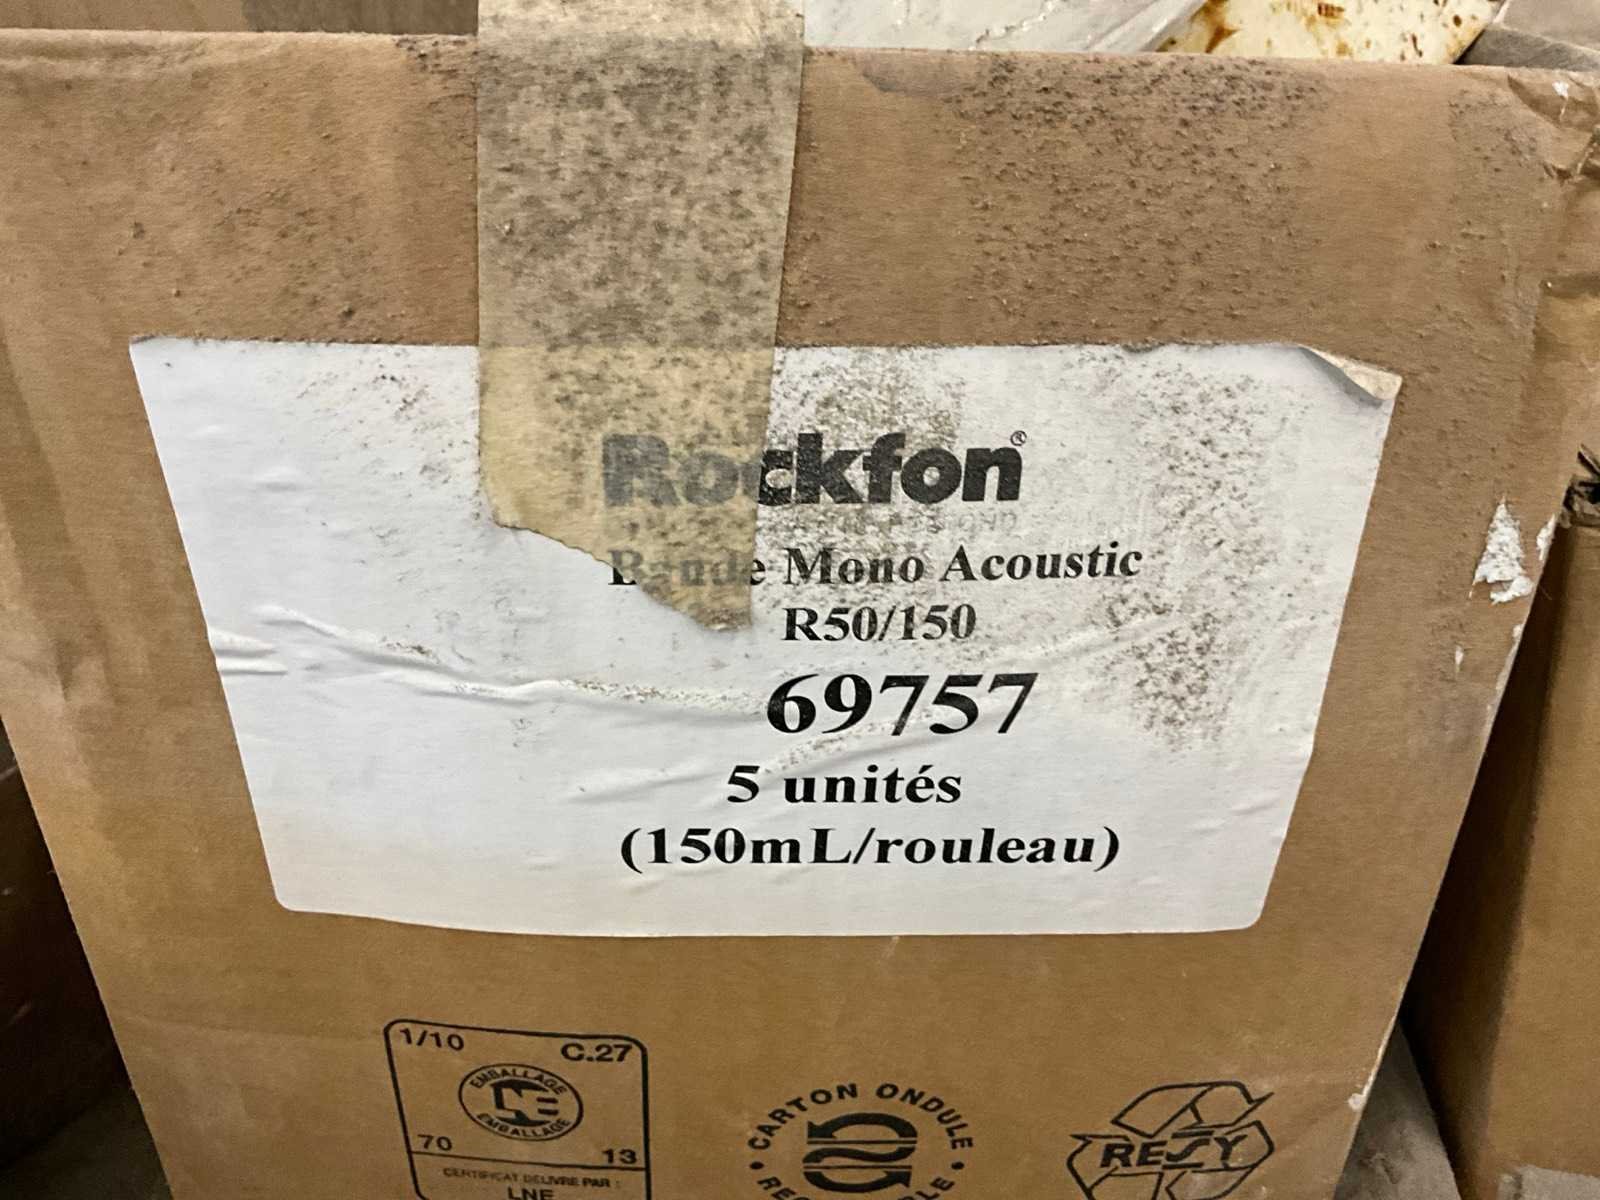 Rockfon®
Bande Mono Acoustic
R50/150
69757
5 unités
(150mL/rouleau)
1/10 C.27
EMBALLAGE
EMBALLAGE
70 13
CERTIFICAT DELIVRE PAR :
LNE
CARTON ONDULE
RESY